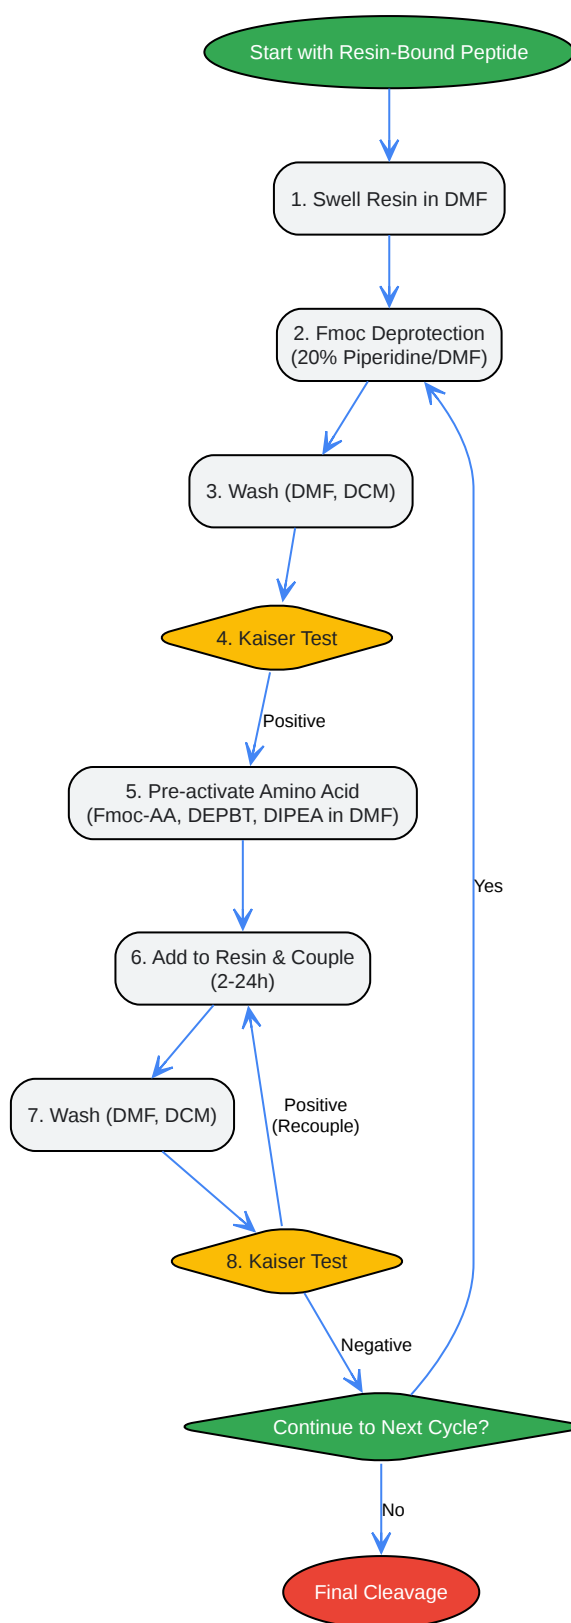 Start with Resin-Bound Peptide
1. Swell Resin in DMF
2. Fmoc Deprotection
(20% Piperidine/DMF)
3. Wash (DMF, DCM)
4. Kaiser Test
Positive
5. Pre-activate Amino Acid
(Fmoc-AA, DEPBT, DIPEA in DMF)
Yes
6. Add to Resin & Couple
(2-24h)
7. Wash (DMF, DCM)
Positive
(Recouple)
8. Kaiser Test
Negative
Continue to Next Cycle?
No
Final Cleavage